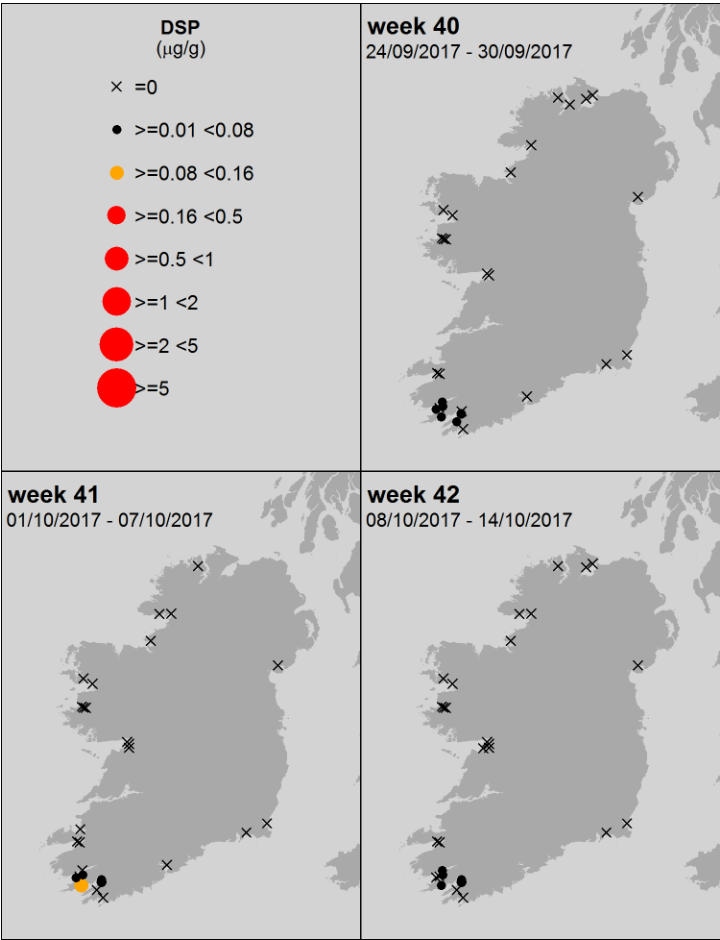 DSP
(μg/g)
=0
>=0.01 <0.08
>=0.08 <0.16
>=0.16 <0.5
>=0.5 <1
>=1 <2
>=2 <5
>=5
week 40
24/09/2017 - 30/09/2017
week 41
01/10/2017 - 07/10/2017
week 42
08/10/2017 - 14/10/2017